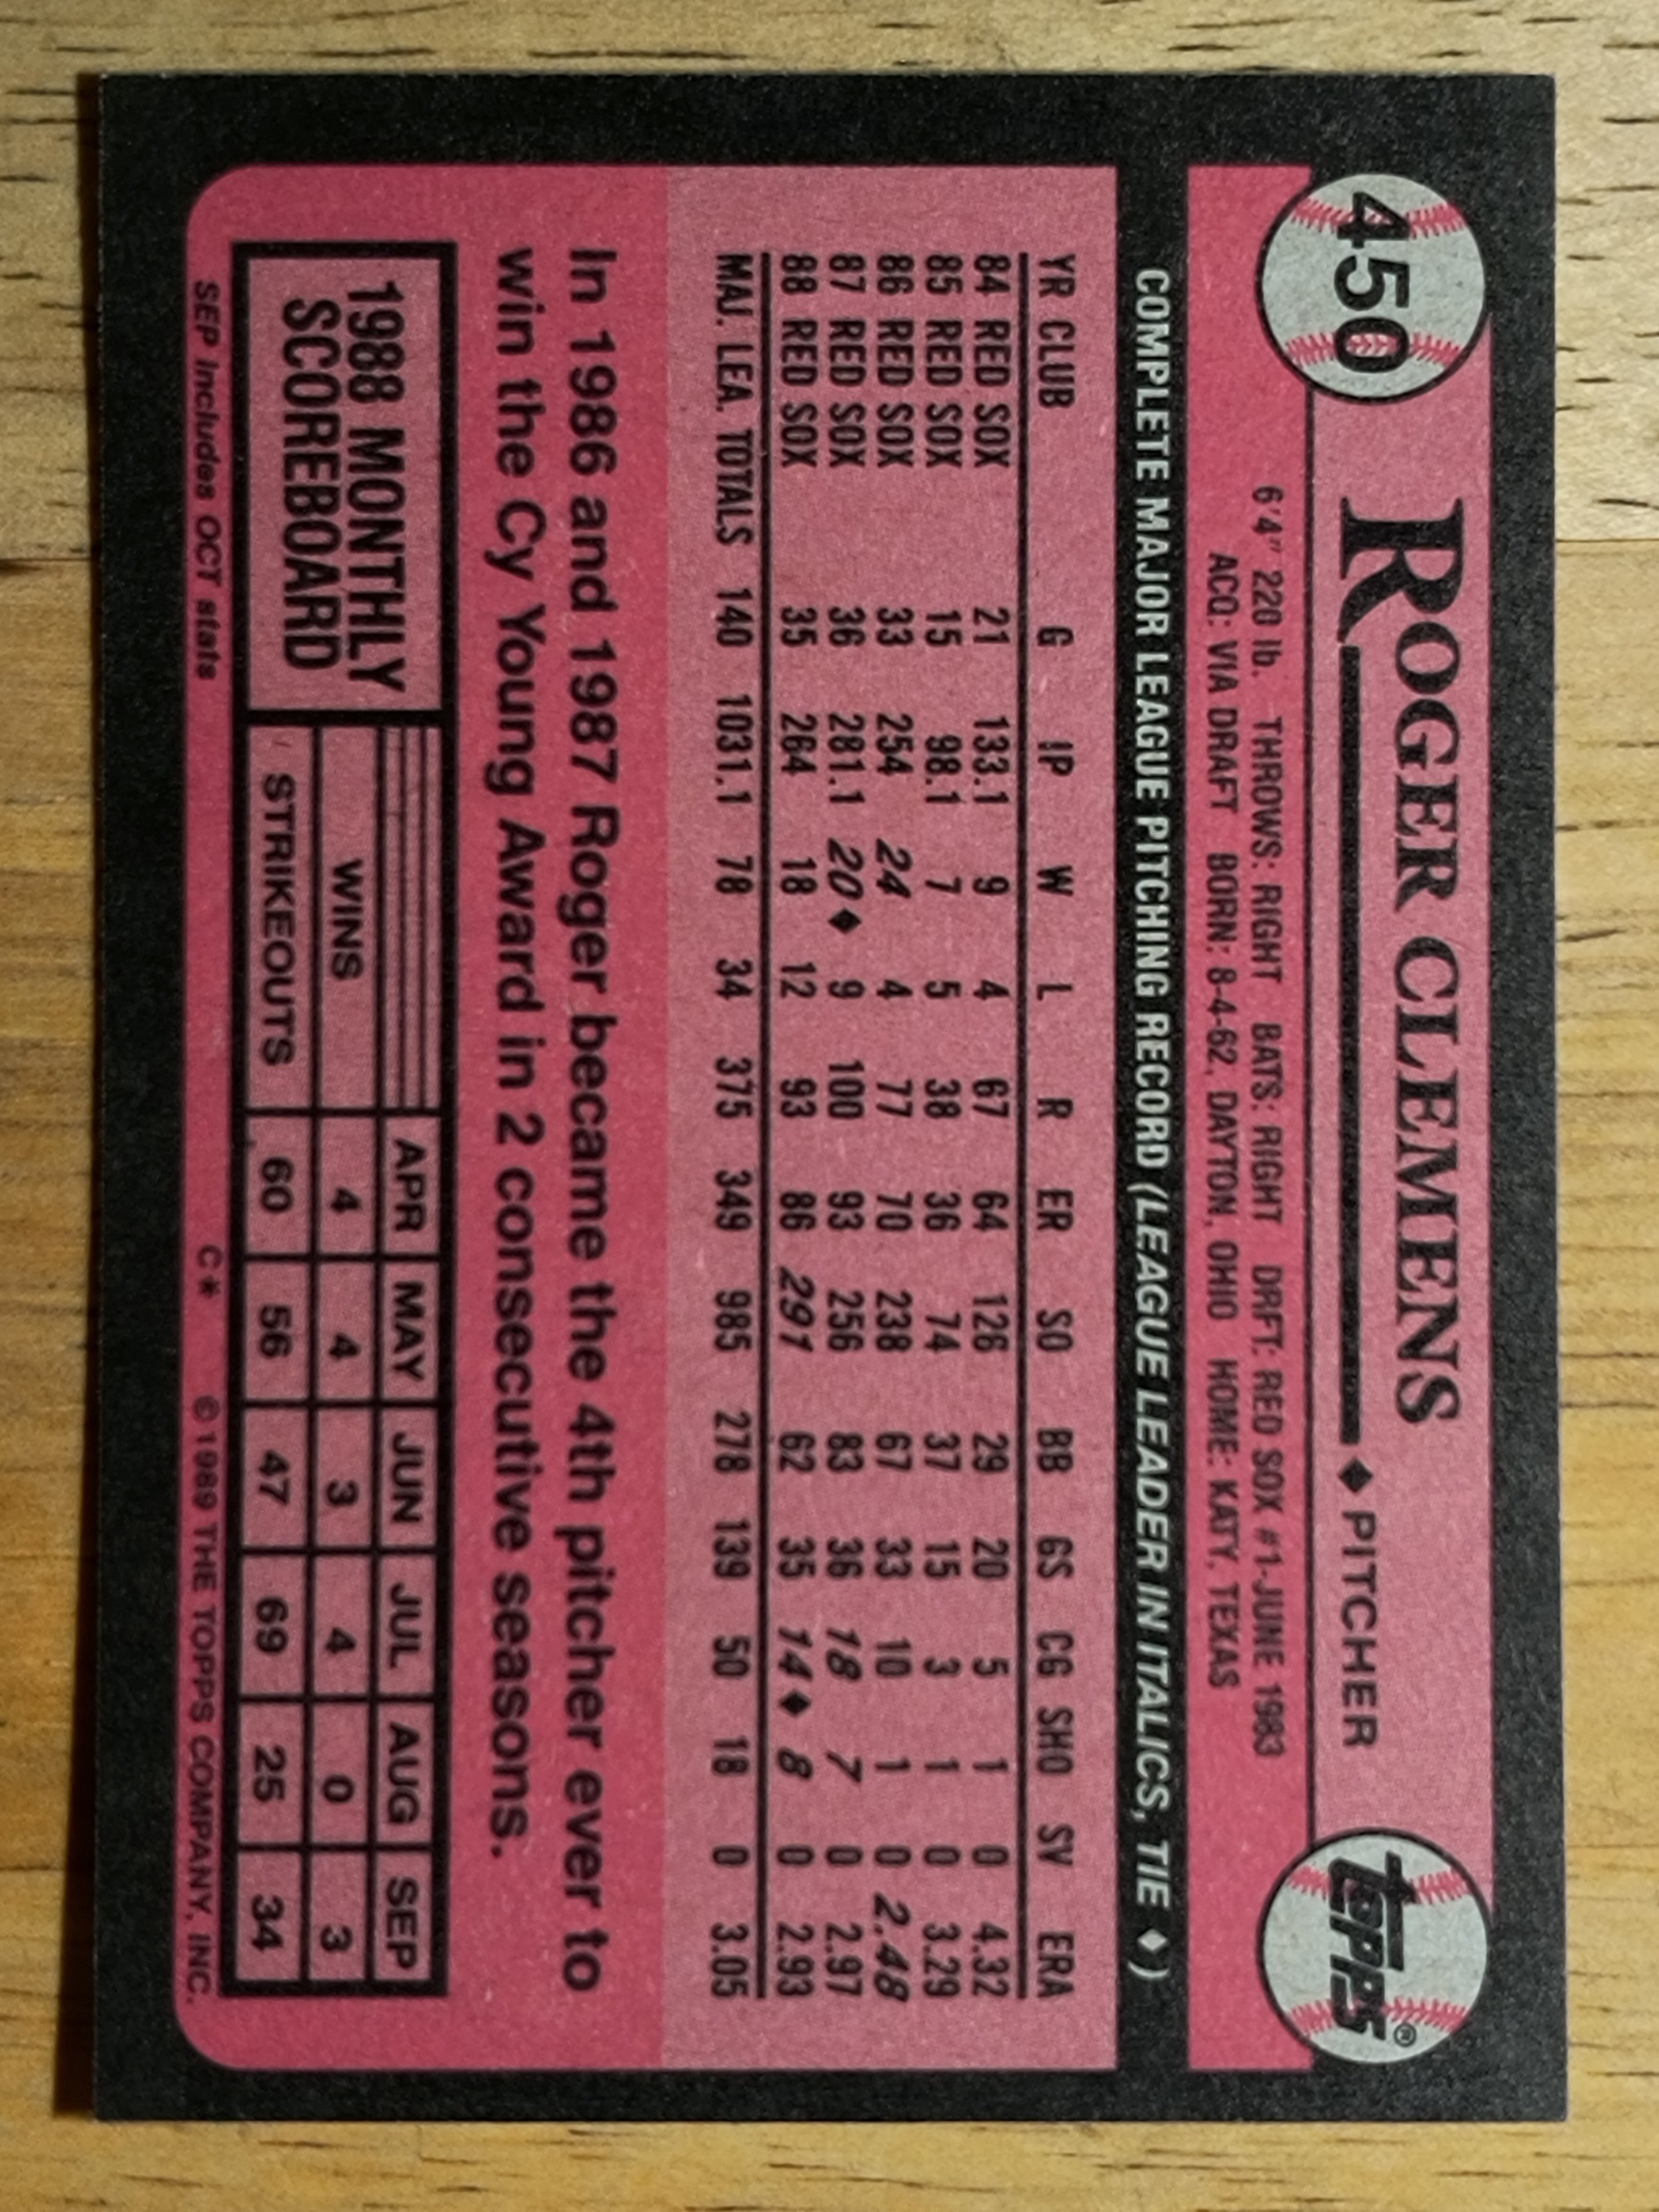 450
ROGER CLEMENS
◆ PITCHER
topps®
6'4" 220 lb. THROWS: RIGHT BATS: RIGHT DRFT: RED SOX #1-JUNE 1983
ACQ: VIA DRAFT BORN: 8-4-62, DAYTON, OHIO HOME: KATY, TEXAS
COMPLETE MAJOR LEAGUE PITCHING RECORD (LEAGUE LEADER IN ITALICS, TIE ◆)
YR CLUB G IP W L R ER SO BB GS CG SHO SV ERA
84 RED SOX 21 133.1 9 4 67 64 126 29 20 5 1 0 4.32
85 RED SOX 15 98.1 7 5 38 36 74 37 15 3 1 0 3.29
86 RED SOX 33 254 24 4 77 70 238 67 33 10 1 0 2.48
87 RED SOX 36 281.1 20◆ 9 100 93 256 83 36 18 7 0 2.97
88 RED SOX 35 264 18 12 93 86 291 62 35 14◆ 8 0 2.93
MAJ. LEA. TOTALS 140 1031.1 78 34 375 349 985 278 139 50 18 0 3.05
In 1986 and 1987 Roger became the 4th pitcher ever to
win the Cy Young Award in 2 consecutive seasons.
1988 MONTHLY
SCOREBOARD
APR MAY JUN JUL AUG SEP
WINS 4 4 3 4 0 3
STRIKEOUTS 60 56 47 69 25 34
SEP Includes OCT stats C* ©1989 THE TOPPS COMPANY, INC.